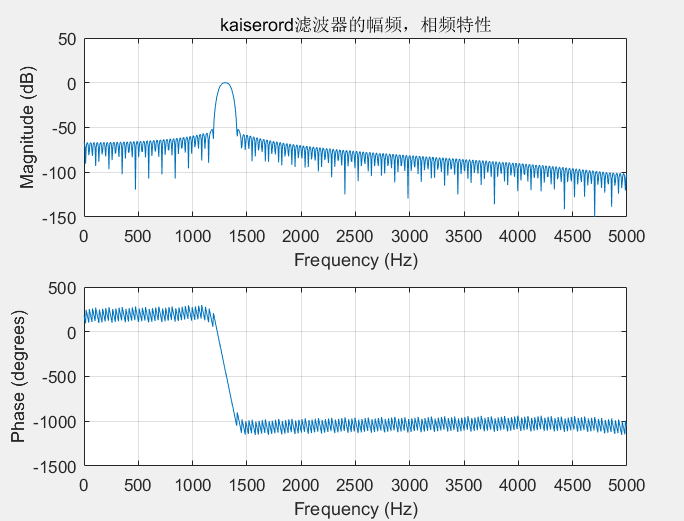 kaiserord滤波器的幅频，相频特性
50
0
-50
-100
-150
Magnitude (dB)
0 500 1000 1500 2000 2500 3000 3500 4000 4500 5000
Frequency (Hz)
500
0
-500
-1000
-1500
Phase (degrees)
0 500 1000 1500 2000 2500 3000 3500 4000 4500 5000
Frequency (Hz)